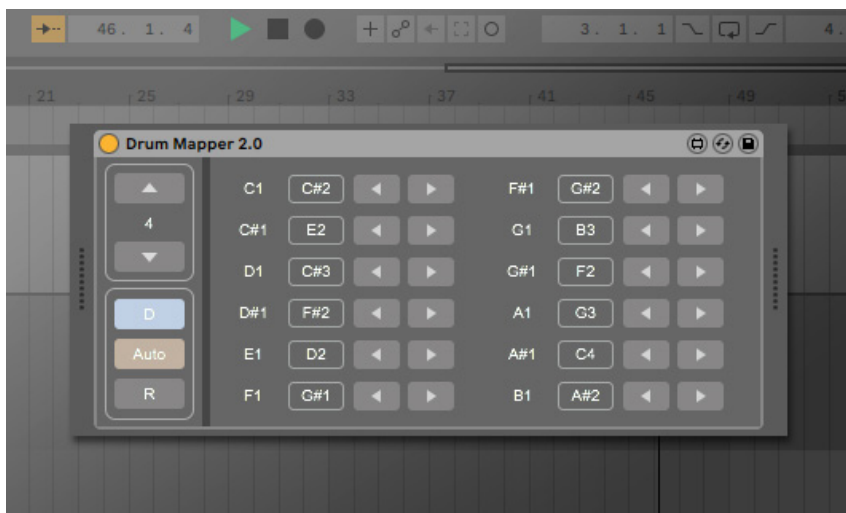 46. 1. 4
3. 1. 1
4.
21 25 29 33 37 41 45 49 5
Drum Mapper 2.0
4
D
Auto
R
C1 C#2
C#1 E2
D1 C#3
D#1 F#2
E1 D2
F1 G#1
F#1 G#2
G1 B3
G#1 F2
A1 G3
A#1 C4
B1 A#2